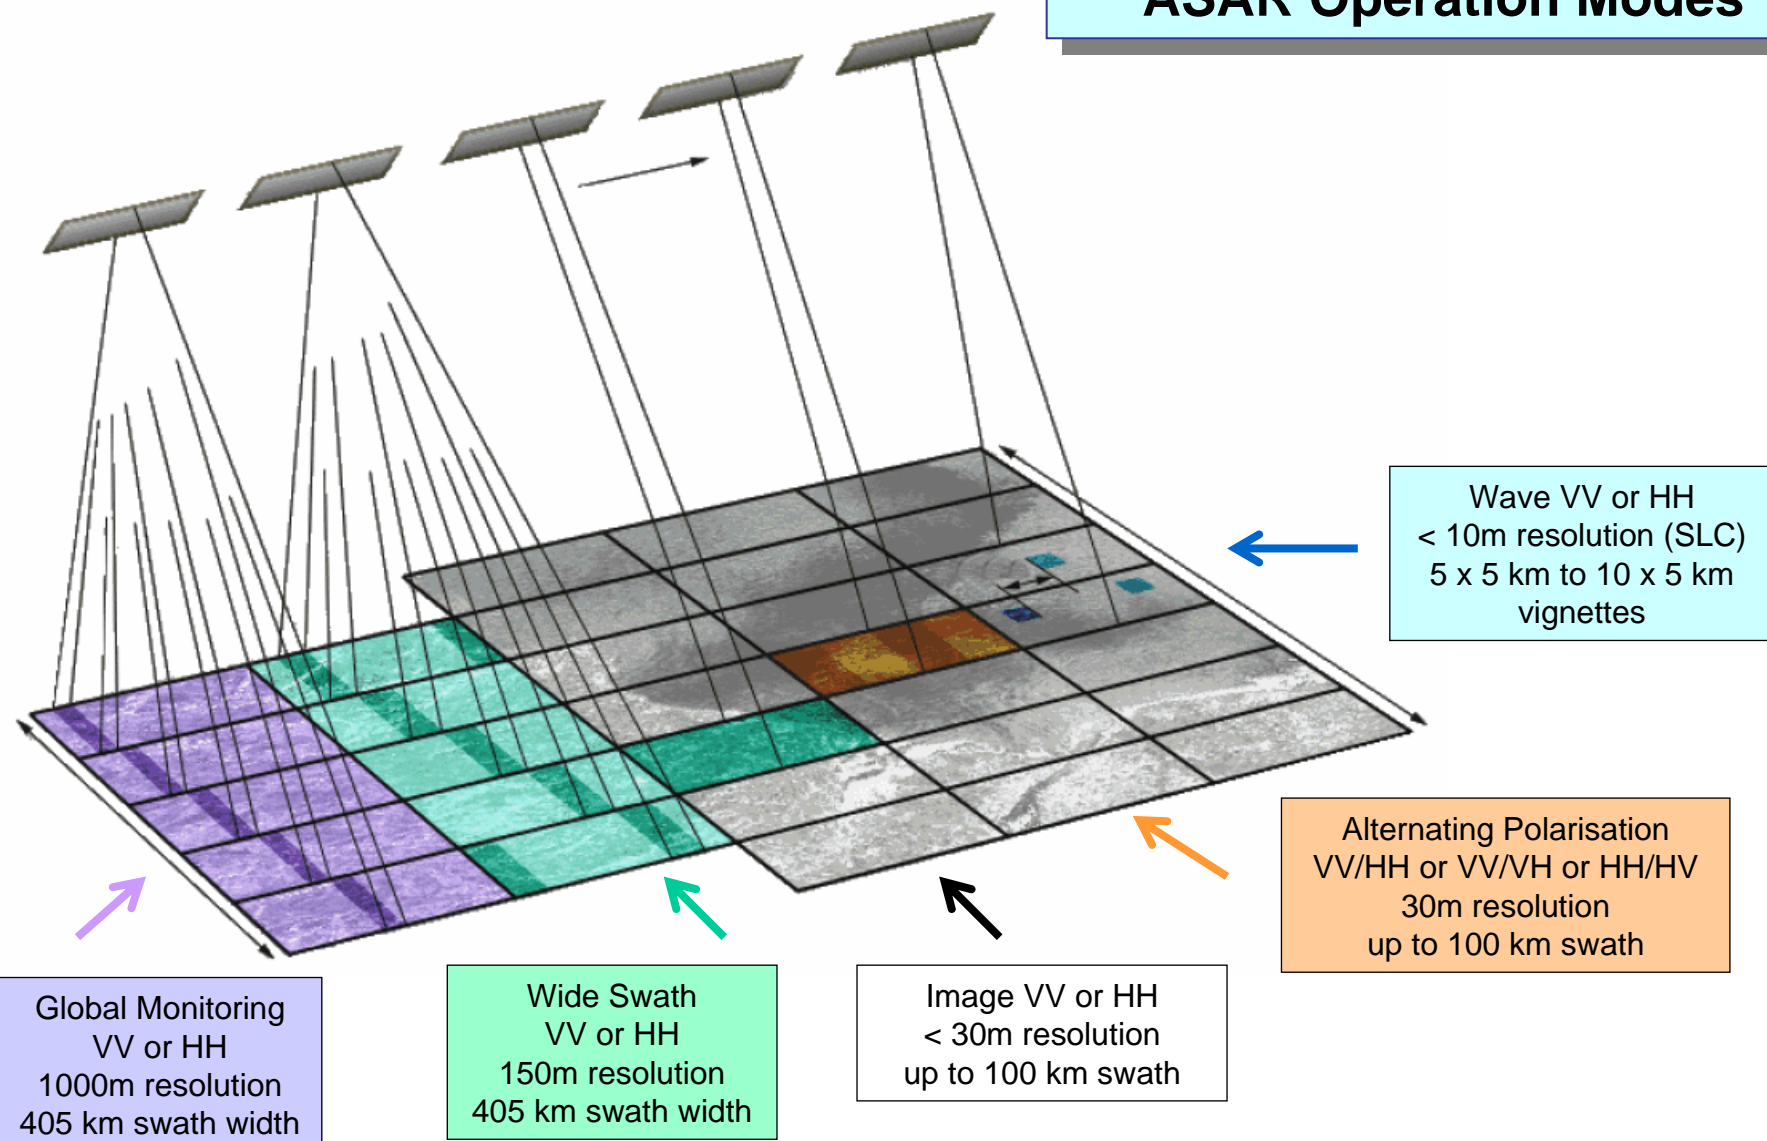 ASAR Operation Modes
Wave VV or HH
< 10m resolution (SLC)
5 x 5 km to 10 x 5 km
vignettes
Alternating Polarisation
VV/HH or VV/VH or HH/HV
30m resolution
up to 100 km swath
Global Monitoring
VV or HH
1000m resolution
405 km swath width
Wide Swath
VV or HH
150m resolution
405 km swath width
Image VV or HH
< 30m resolution
up to 100 km swath